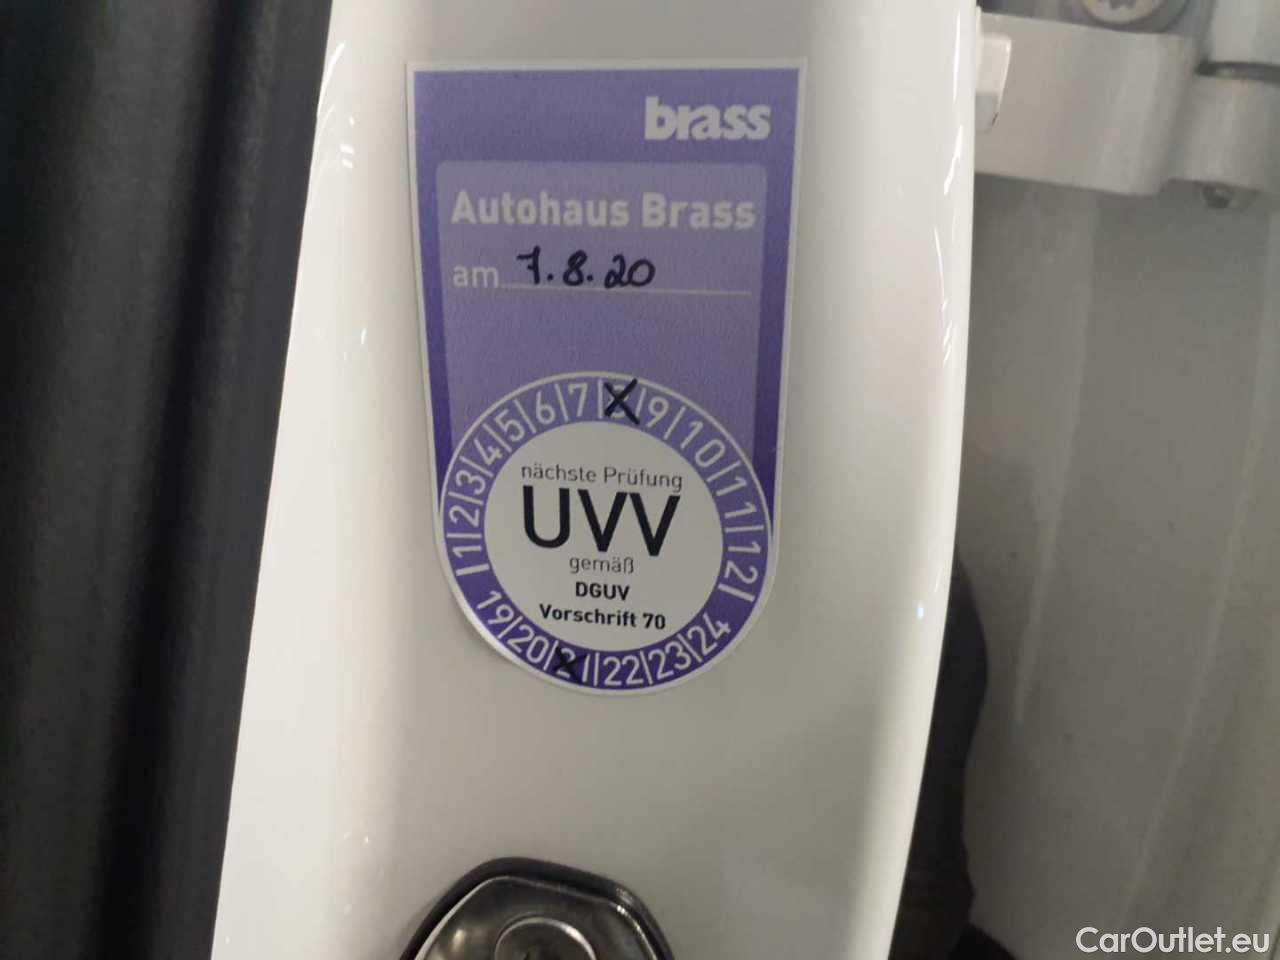 brass
Autohaus Brass
am 7.8.20
1 2 3 4 5 6 7 8 9 10 11 12
nächste Prüfung
UVV
gemäß
DGUV
Vorschrift 70
19 20 21 22 23 24
CarOutlet.eu